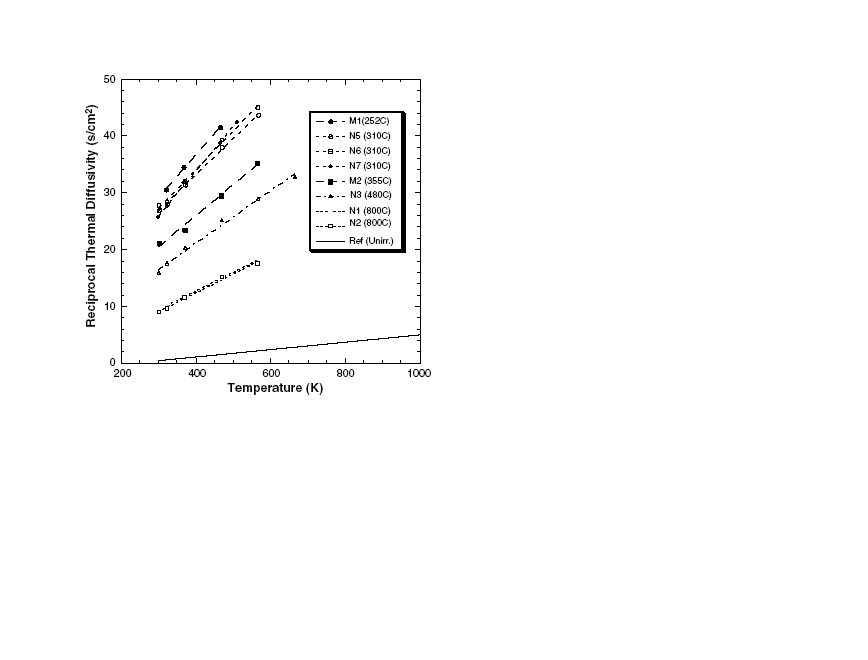 50
40
30
20
10
0
200
400
600
800
1000
Reciprocal Thermal Diffusivity (s/cm²)
Temperature (K)
M1(252C)
N5 (310C)
N6 (310C)
N7 (310C)
M2 (355C)
N3 (480C)
N1 (800C)
N2 (800C)
Ref (Unirr.)